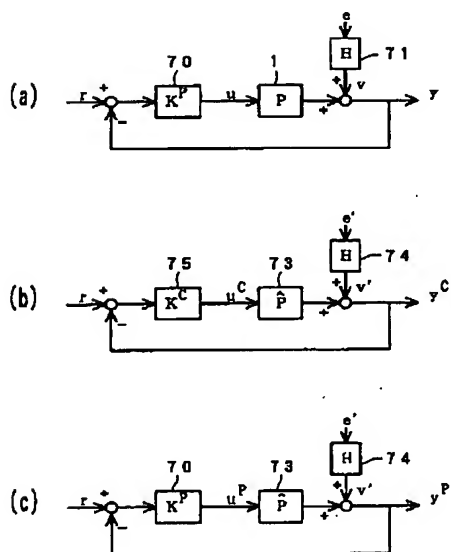 (a)
e
H
71
70
1
r
+
−
K^P
u
P
+
+
v
y
(b)
e'
H
74
75
73
r
+
−
K^C
u^C
P̂
+
+
v'
y^C
(c)
e'
H
74
70
73
r
+
−
K^P
u^P
P̂
+
+
v'
y^P